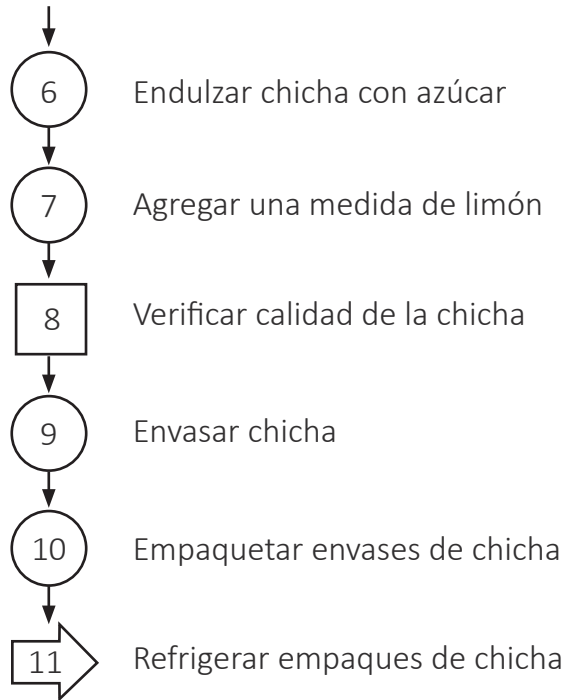 6 Endulzar chicha con azúcar
7 Agregar una medida de limón
8 Verificar calidad de la chicha
9 Envasar chicha
10 Empaquetar envases de chicha
11 Refrigerar empaques de chicha